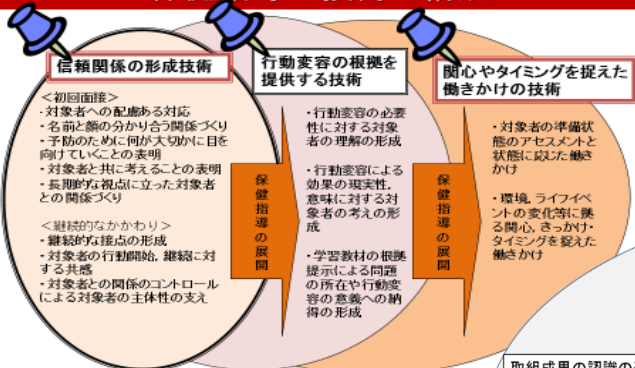 信頼関係の形成技術
<初回面接>
・対象者への配慮ある対応
・名前と顔の分かり合う関係づくり
・予防のために何が大切かに目を
向けていくことの表明
・対象者と共に考えることの表明
・長期的な視点に立った対象者
との関係づくり
<継続的なかかわり>
・継続的な接点の形成
・対象者の行動開始、継続に対
する共感
・対象者との関係のコントロール
による対象者の主体性の支え
保健指導の展開
行動変容の根拠を
提供する技術
・行動変容の必要
性に対する対象
者の理解の形成
・行動変容による
効果の現実性、
意味に対する対
象者の考えの形
成
・学習教材の根拠
提示による問題
の所在や行動変
容の意義への納
得の形成
保健指導の展開
関心やタイミングを捉えた
働きかけの技術
・対象者の準備状
態のアセスメントと
状態に応じた働き
かけ
・環境、ライフイベ
ントの変化等に拠
る関心、きっかけ・
タイミングを捉えた
働きかけ
取組成果の認識の